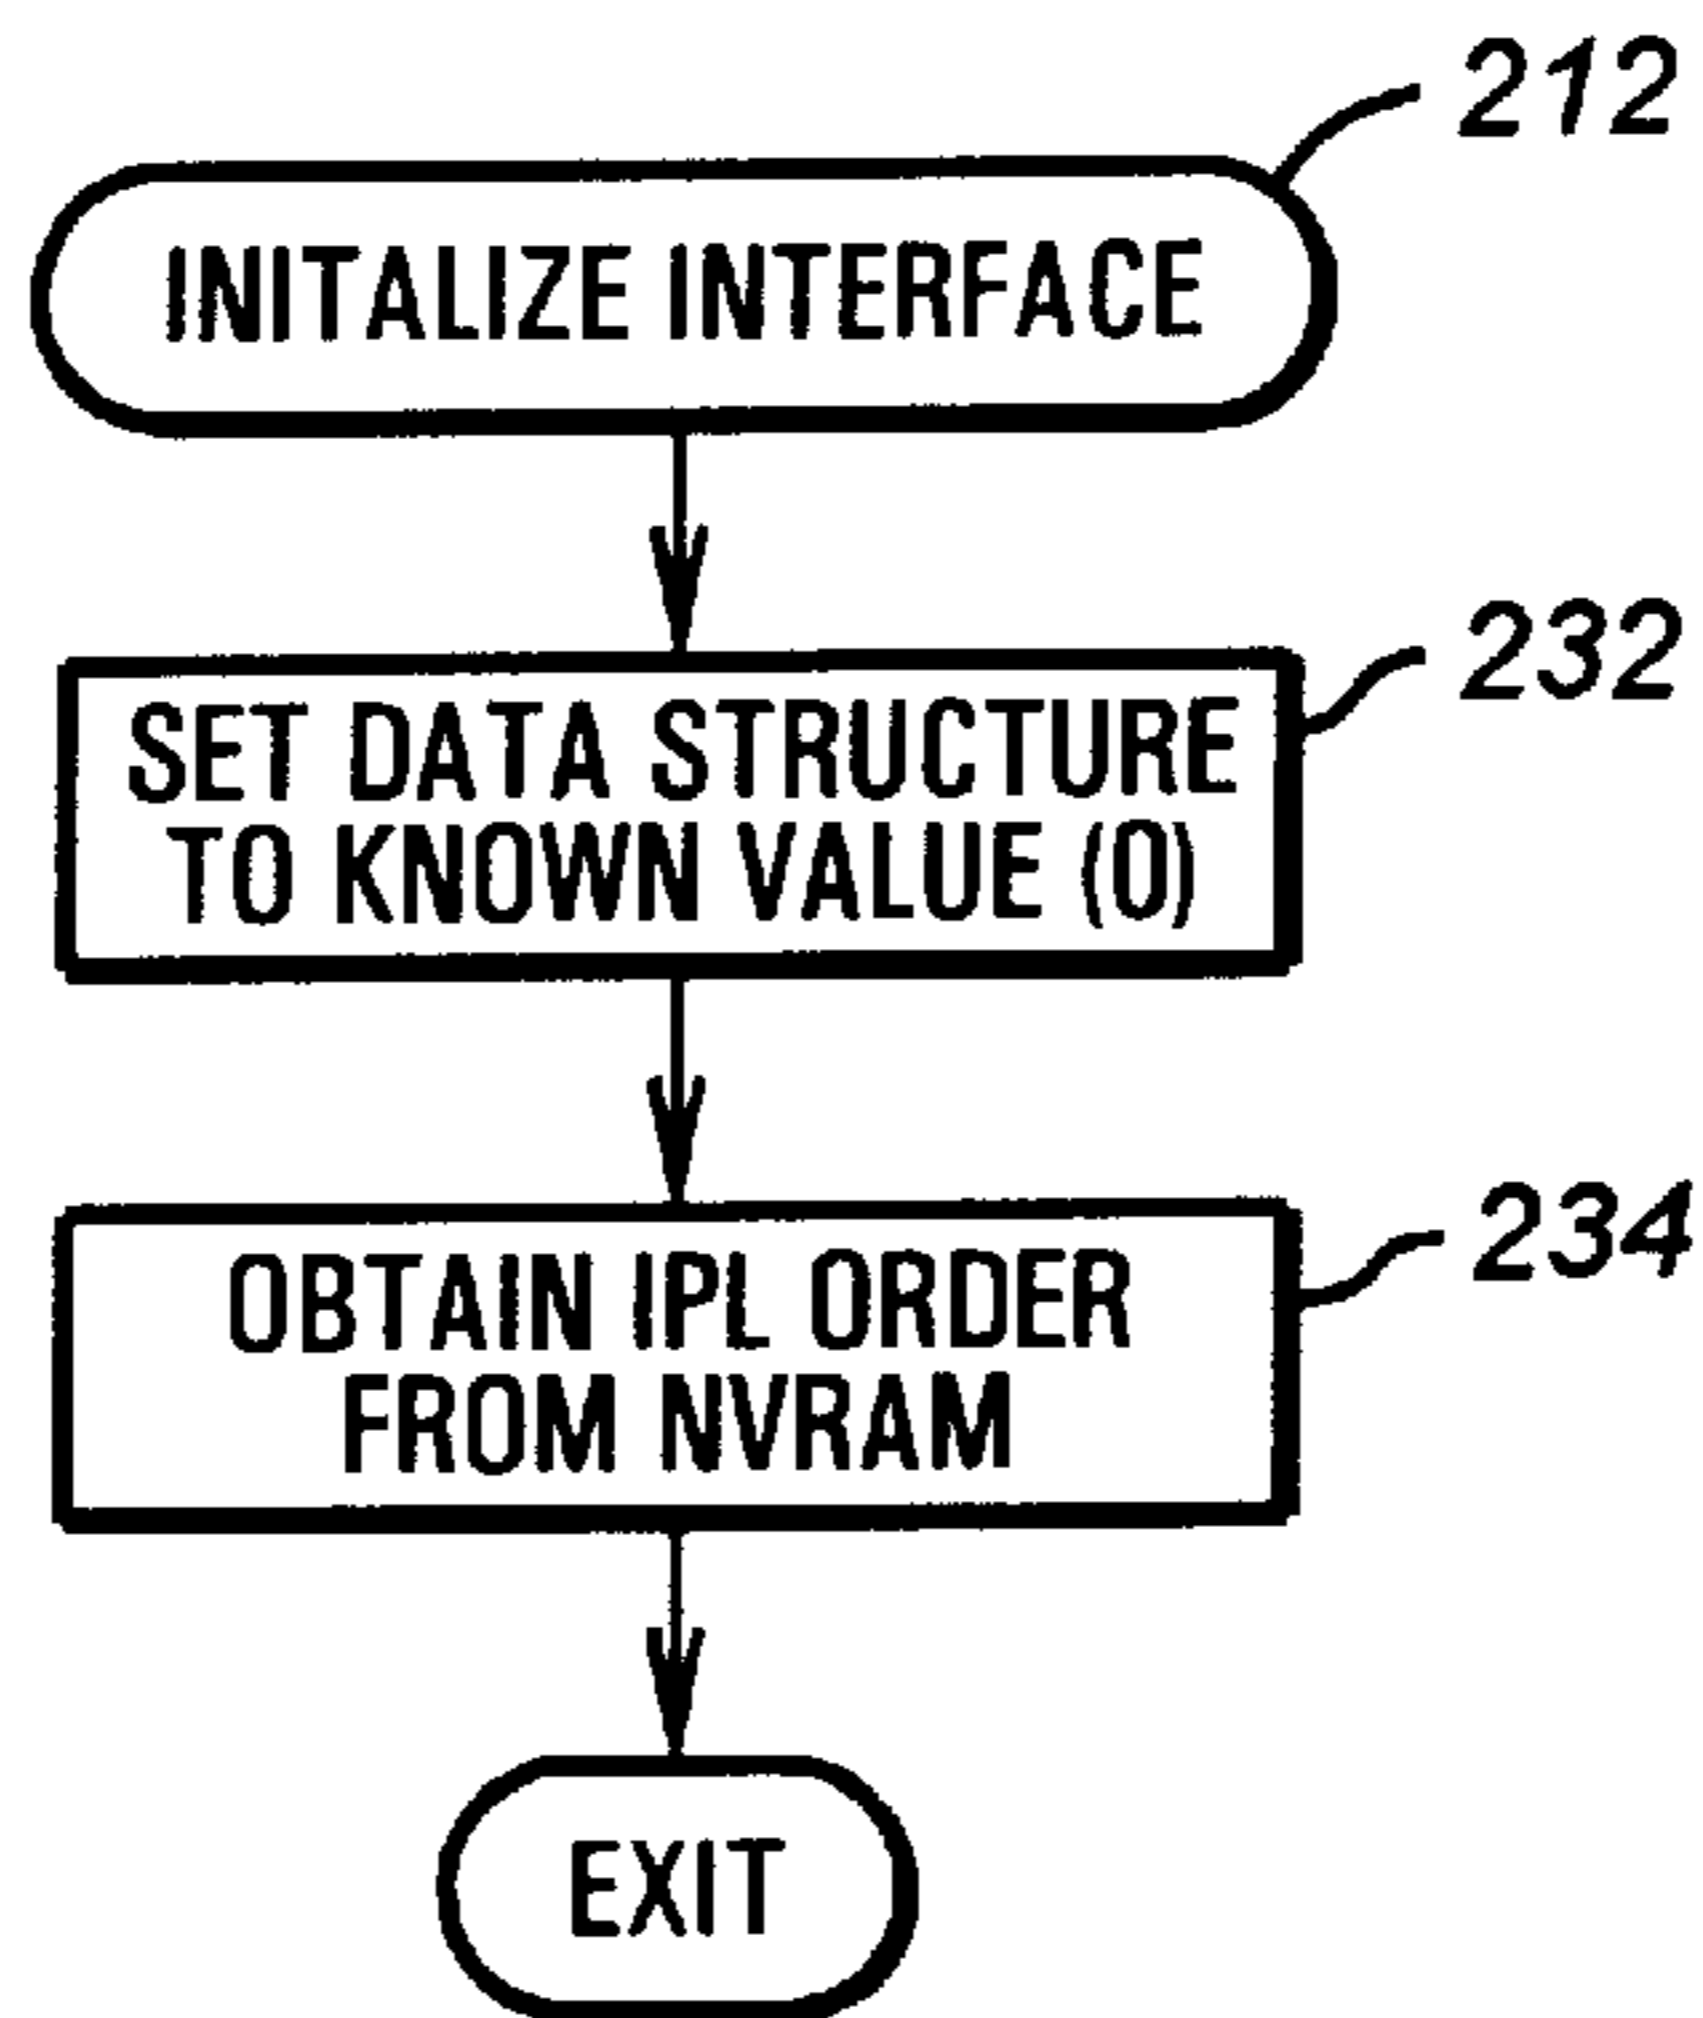 212
INITALIZE INTERFACE
232
SET DATA STRUCTURE
TO KNOWN VALUE (0)
234
OBTAIN IPL ORDER
FROM NVRAM
EXIT